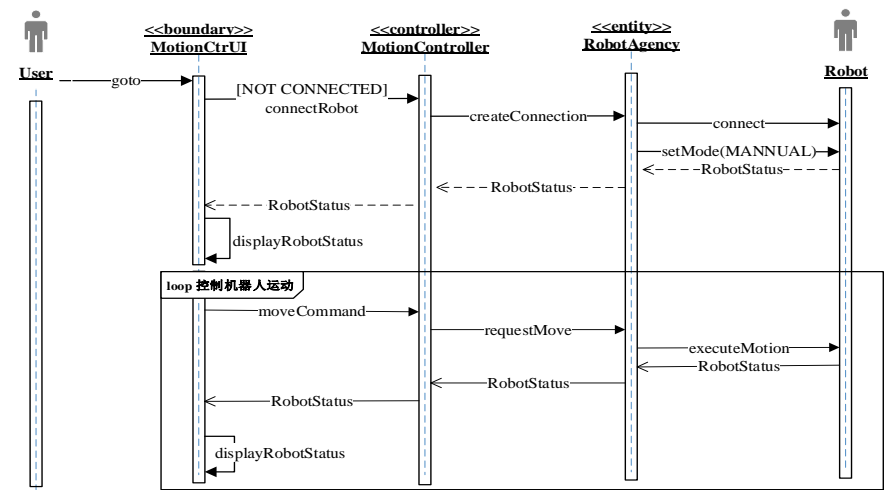 <<boundary>>
MotionCtrUI
<<controller>>
MotionController
<<entity>>
RobotAgency
User
Robot
goto
[NOT CONNECTED]
connectRobot
createConnection
connect
setMode(MANNUAL)
RobotStatus
RobotStatus
RobotStatus
displayRobotStatus
loop 控制机器人运动
moveCommand
requestMove
executeMotion
RobotStatus
RobotStatus
RobotStatus
displayRobotStatus